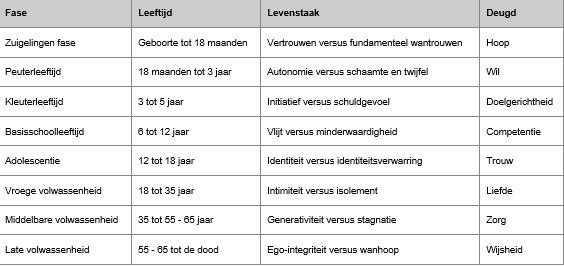 Fase Leeftijd Levenstaak Deugd
Zuigelingen fase Geboorte tot 18 maanden Vertrouwen versus fundamenteel wantrouwen Hoop
Peuterleeftijd 18 maanden tot 3 jaar Autonomie versus schaamte en twijfel Wil
Kleuterleeftijd 3 tot 5 jaar Initiatief versus schuldgevoel Doelgerichtheid
Basisschoolleeftijd 6 tot 12 jaar Vlijt versus minderwaardigheid Competentie
Adolescentie 12 tot 18 jaar Identiteit versus identiteitsverwarring Trouw
Vroege volwassenheid 18 tot 35 jaar Intimiteit versus isolement Liefde
Middelbare volwassenheid 35 tot 55 - 65 jaar Generativiteit versus stagnatie Zorg
Late volwassenheid 55 - 65 tot de dood Ego-integriteit versus wanhoop Wijsheid